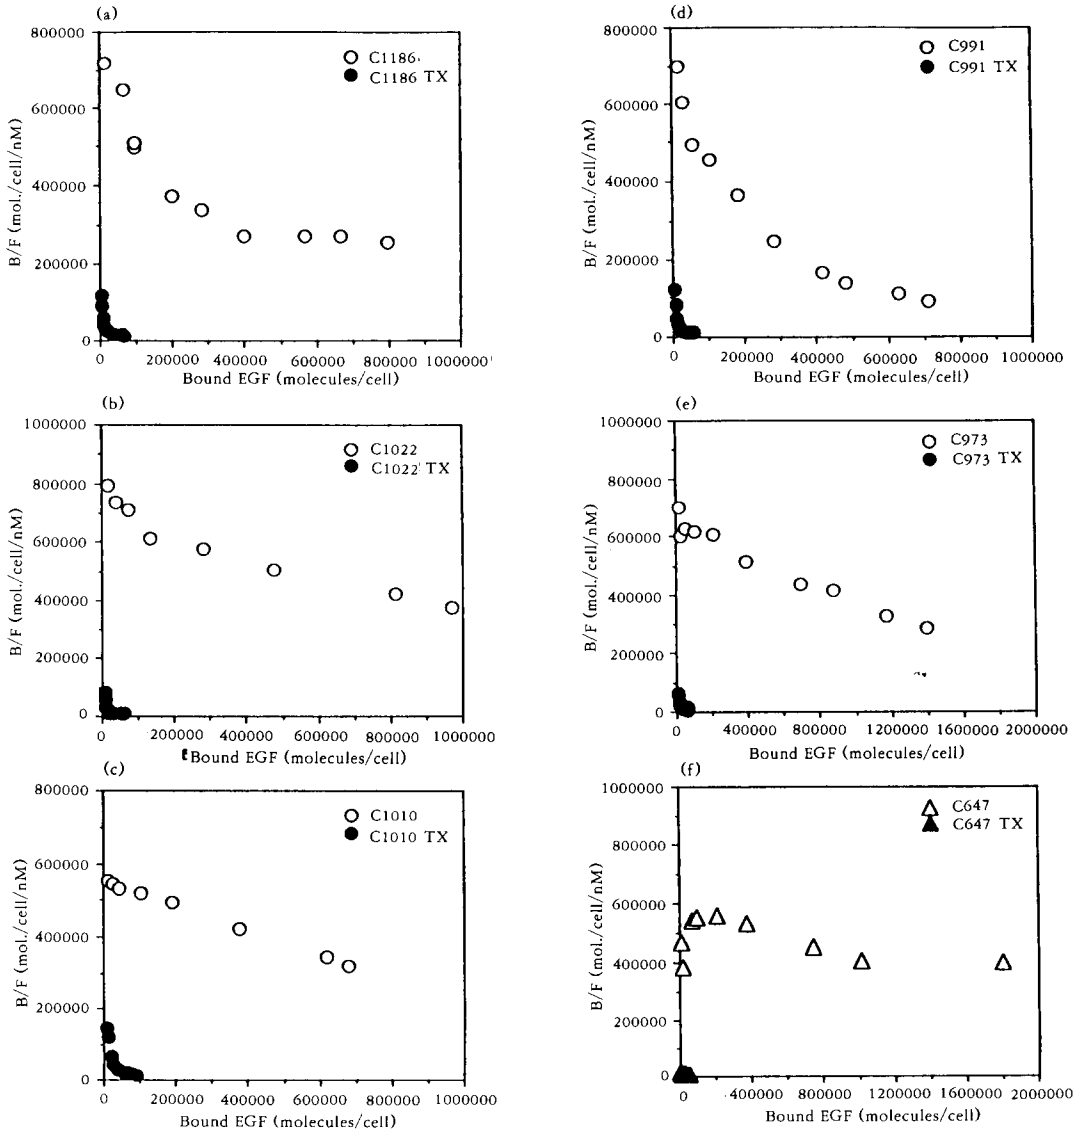 (a)
800000
600000
400000
200000
0
B/F (mol./cell/nM)
C1186
C1186 TX
0 200000 400000 600000 800000 1000000
Bound EGF (molecules/cell)
(b)
1000000
800000
600000
400000
200000
0
B/F (mol./cell/nM)
C1022
C1022 TX
0 200000 400000 600000 800000 1000000
Bound EGF (molecules/cell)
(c)
800000
600000
400000
200000
0
B/F (mol./cell/nM)
C1010
C1010 TX
0 200000 400000 600000 800000 1000000
Bound EGF (molecules/cell)
(d)
800000
600000
400000
200000
0
B/F (mol./cell/nM)
C991
C991 TX
0 200000 400000 600000 800000 1000000
Bound EGF (molecules/cell)
(e)
1000000
800000
600000
400000
200000
0
B/F (mol./cell/nM)
C973
C973 TX
0 400000 800000 1200000 1600000 2000000
Bound EGF (molecules/cell)
(f)
1000000
800000
600000
400000
200000
0
B/F (mol./cell/nM)
C647
C647 TX
0 400000 800000 1200000 1600000 2000000
Bound EGF (molecules/cell)